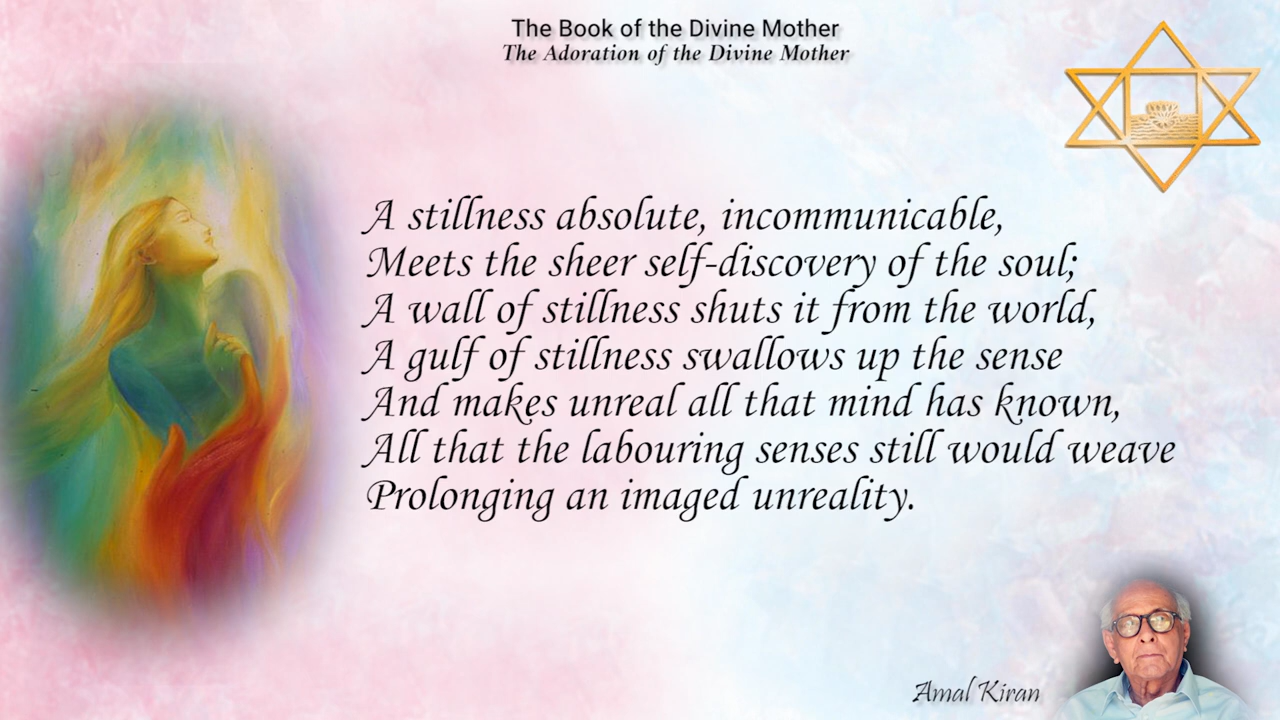 The Book of the Divine Mother
The Adoration of the Divine Mother
A stillness absolute, incommunicable,
Meets the sheer self-discovery of the soul;
A wall of stillness shuts it from the world,
A gulf of stillness swallows up the sense
And makes unreal all that mind has known,
All that the labouring senses still would weave
Prolonging an imaged unreality.
Amal Kiran